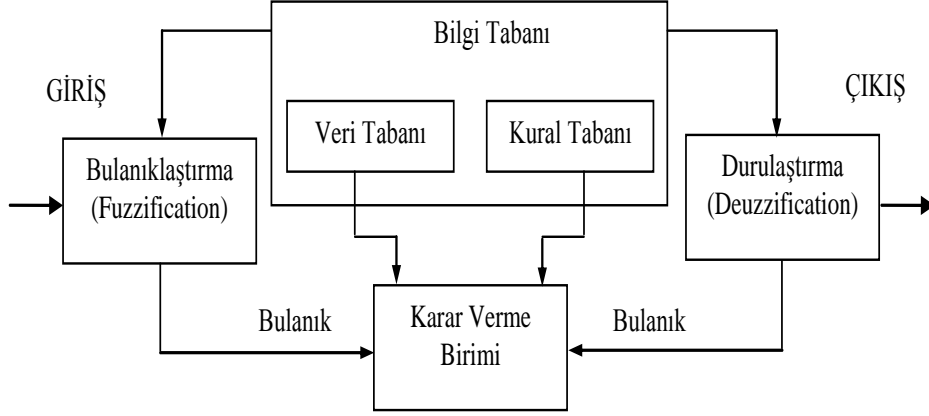 Bilgi Tabanı
GİRİŞ
ÇIKIŞ
Veri Tabanı
Kural Tabanı
Bulanıklaştırma
(Fuzzification)
Durulaştırma
(Deuzzification)
Bulanık
Karar Verme
Birimi
Bulanık